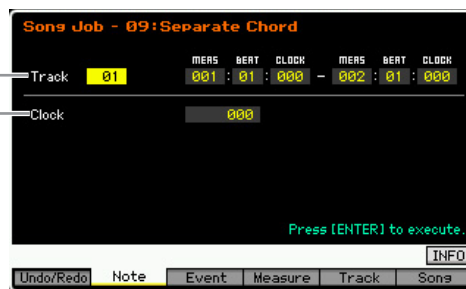 Song Job - 09:Separate Chord
MEAS BEAT CLOCK MEAS BEAT CLOCK
Track 01 001 : 01 : 000 - 002 : 01 : 000
Clock 000
Press [ENTER] to execute.
INFO
Undo/Redo Note Event Measure Track Song